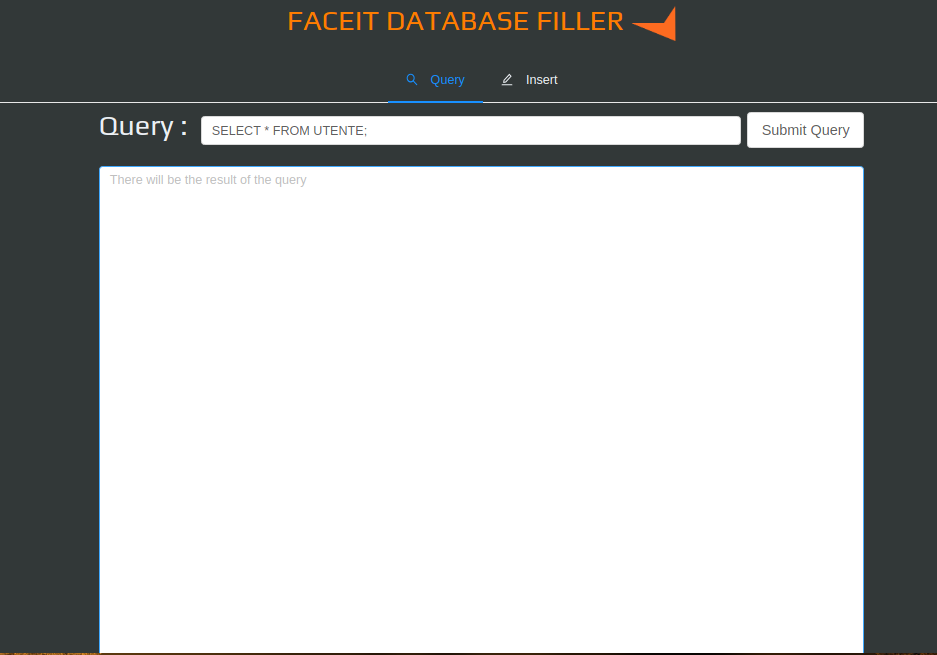 FACEIT DATABASE FILLER
Query Insert
Query : SELECT * FROM UTENTE; Submit Query
There will be the result of the query